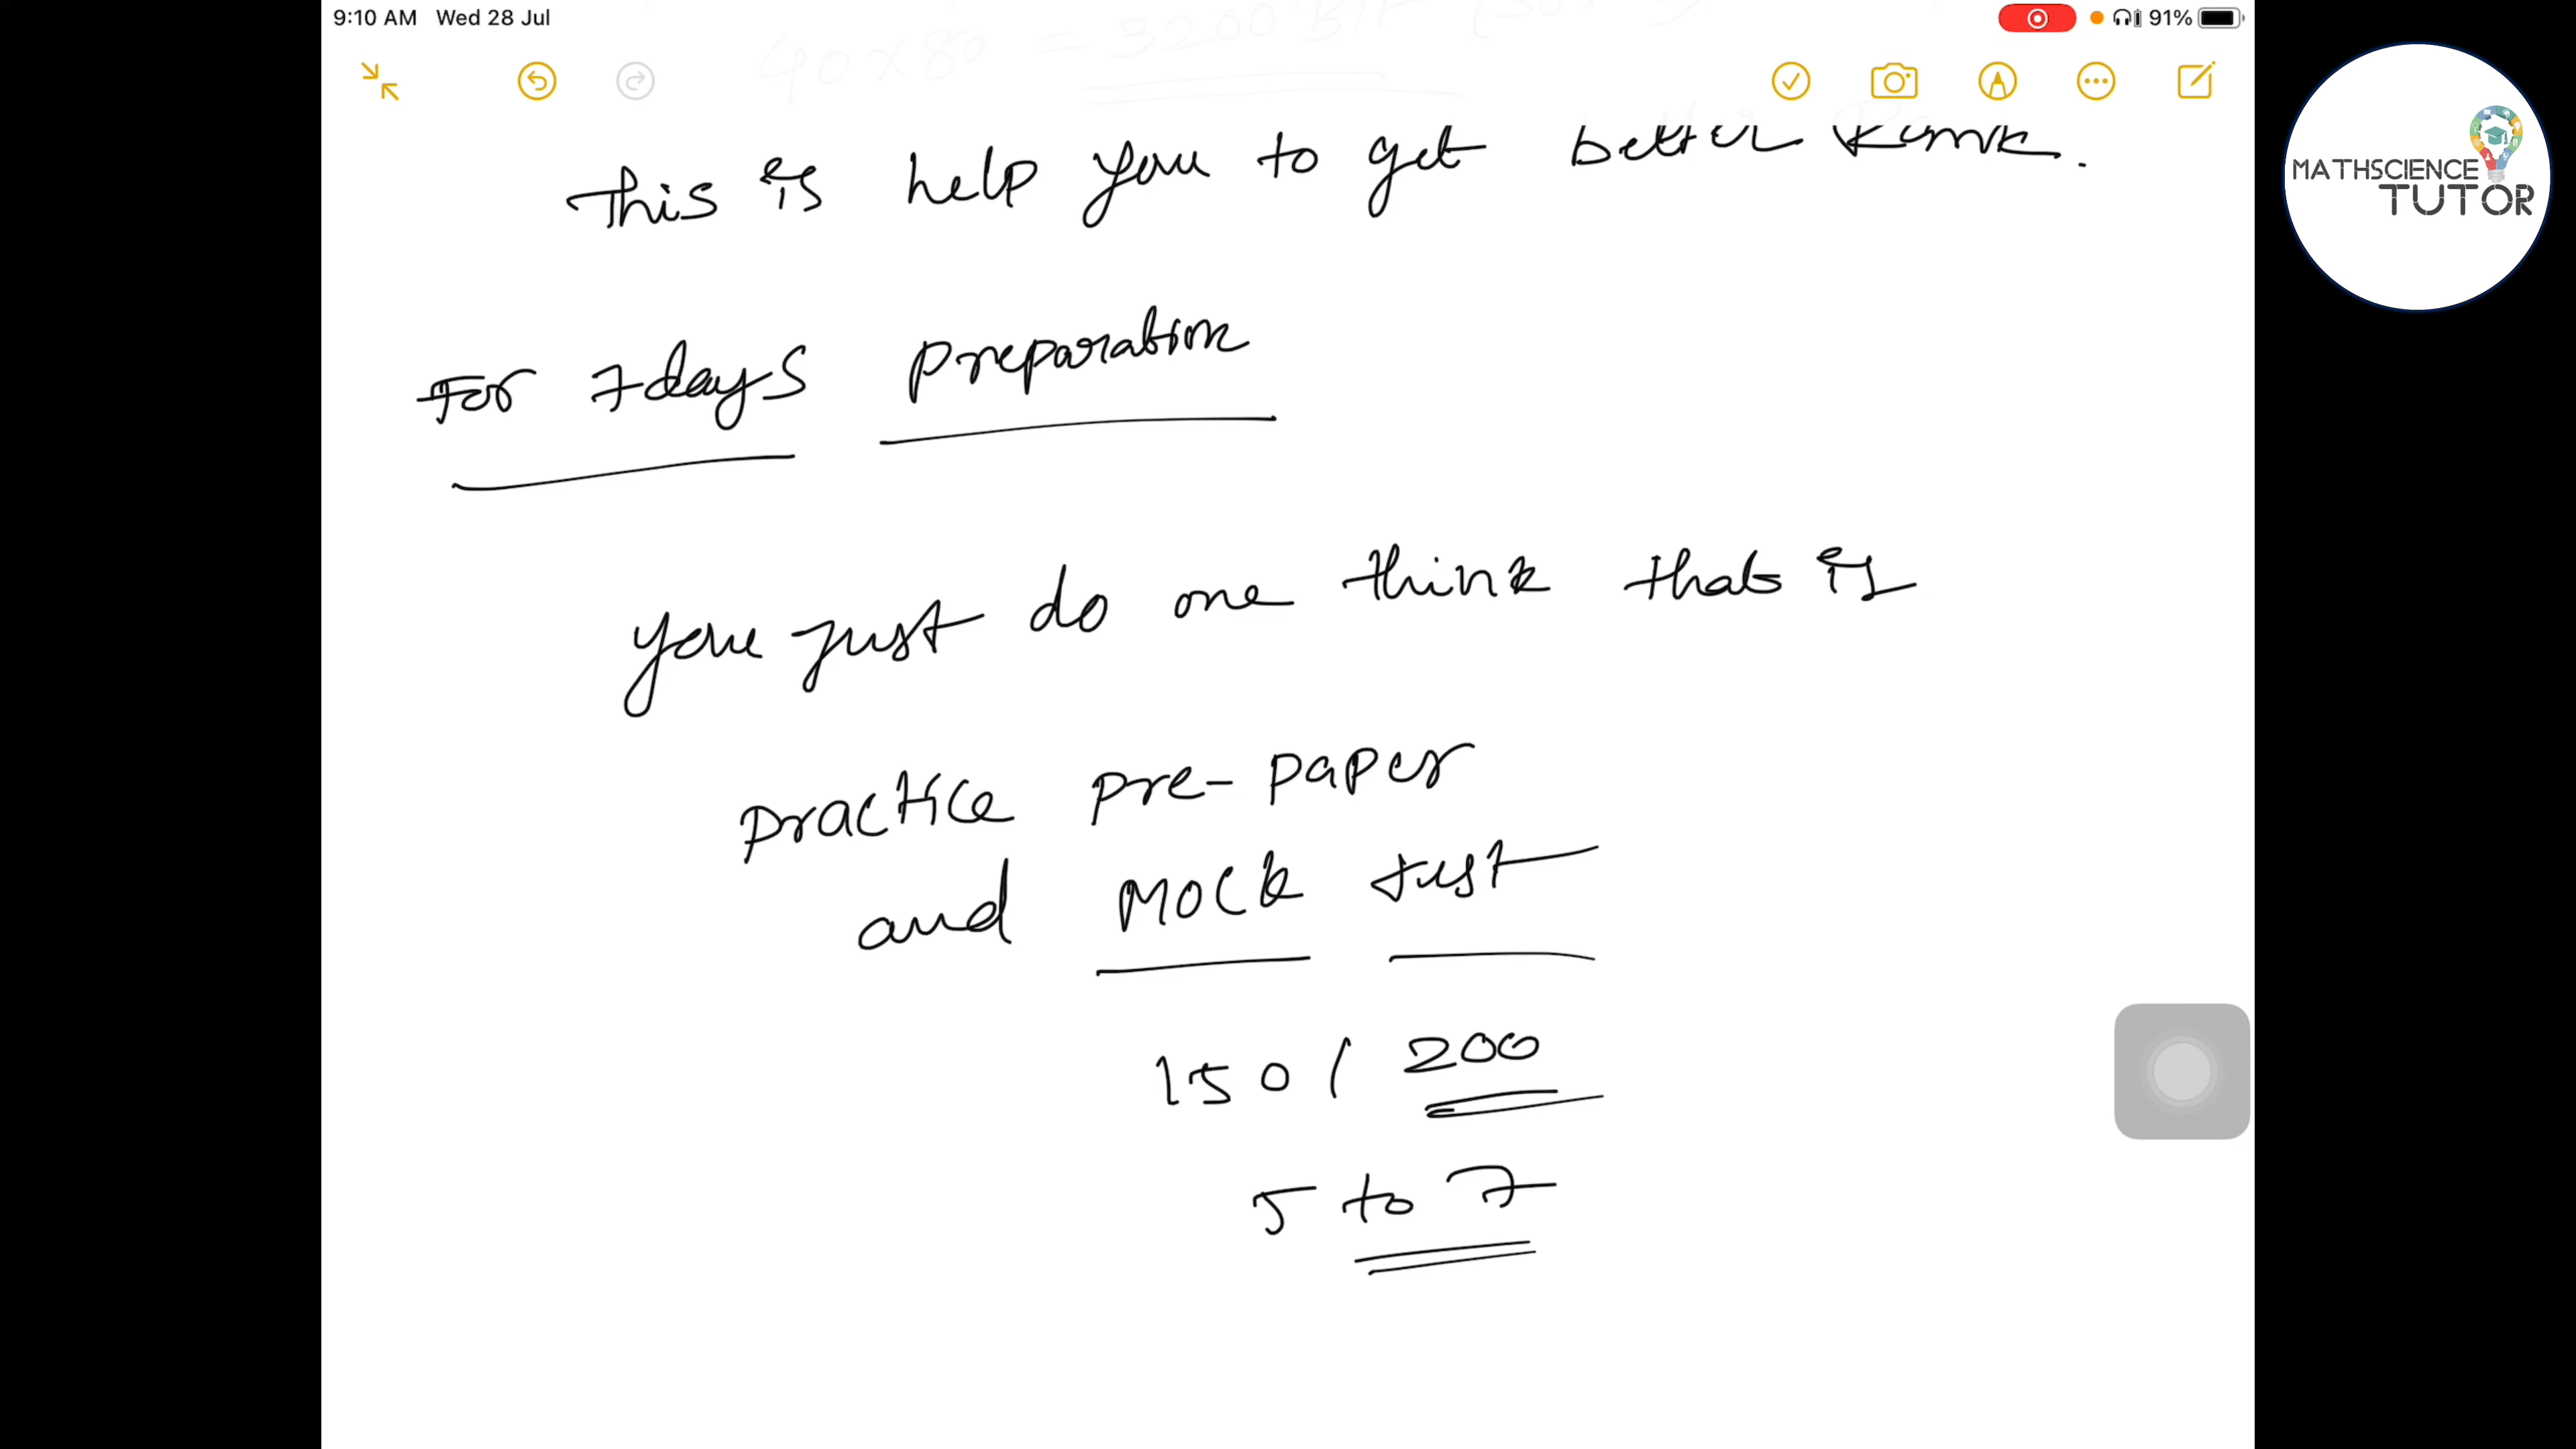 9:10 AM Wed 28 Jul
91%
40x80 = 3200
This is help you to get better Rank.
MATHSCIENCE
TUTOR
For 7days preparation
you just do one think that is
practice pre-paper
and Mock test
150 / 200
5 to 7